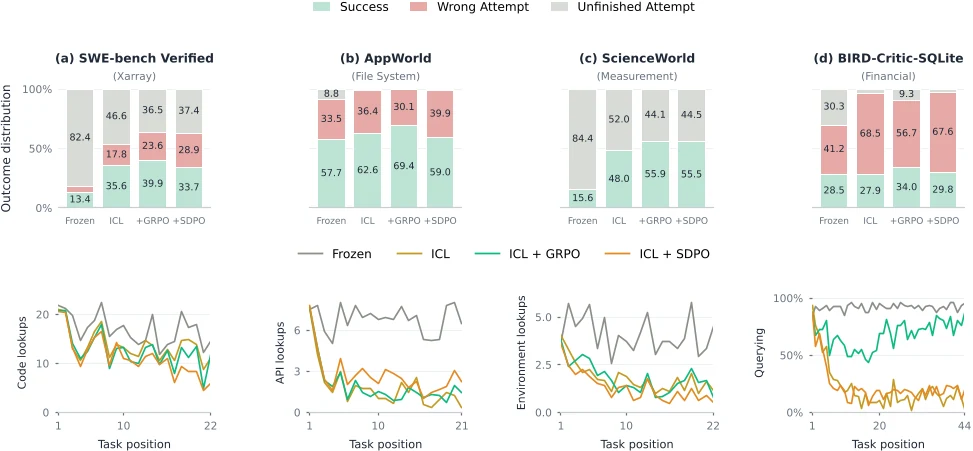 Success Wrong Attempt Unfinished Attempt
(a) SWE-bench Verified
(Xarray)
Outcome distribution
100%
50%
0%
82.4
13.4
46.6
17.8
35.6
36.5
23.6
39.9
37.4
28.9
33.7
Frozen ICL +GRPO +SDPO
(b) AppWorld
(File System)
8.8
33.5
57.7
36.4
62.6
30.1
69.4
39.9
59.0
Frozen ICL +GRPO +SDPO
(c) ScienceWorld
(Measurement)
84.4
15.6
52.0
48.0
44.1
55.9
44.5
55.5
Frozen ICL +GRPO +SDPO
(d) BIRD-Critic-SQLite
(Financial)
30.3
41.2
28.5
68.5
27.9
9.3
56.7
34.0
67.6
29.8
Frozen ICL +GRPO +SDPO
Frozen ICL ICL + GRPO ICL + SDPO
Code lookups
20
10
0
1 10 22
Task position
API lookups
6
3
0
1 10 21
Task position
Environment lookups
5.0
2.5
0.0
1 10 22
Task position
Querying
100%
50%
0%
1 20 44
Task position